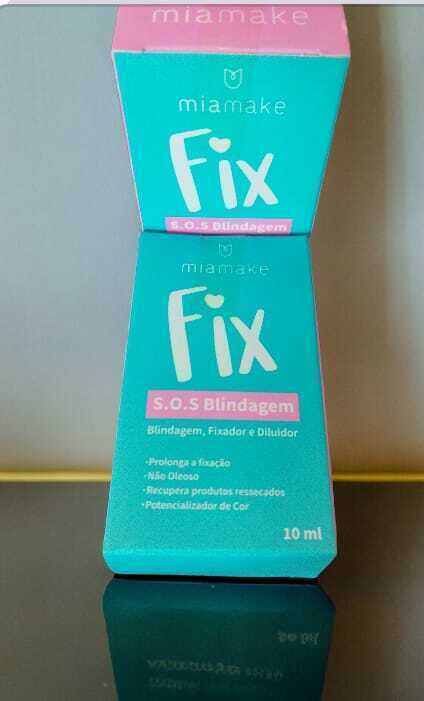 miamake
miamake
Fix
S.O.S Blindagem
miamake
Fix
S.O.S Blindagem
Blindagem, Fixador e Diluidor
·Prolonga a fixação
·Não Oleoso
·Recupera produtos ressecados
·Potencializador de Cor
10 ml